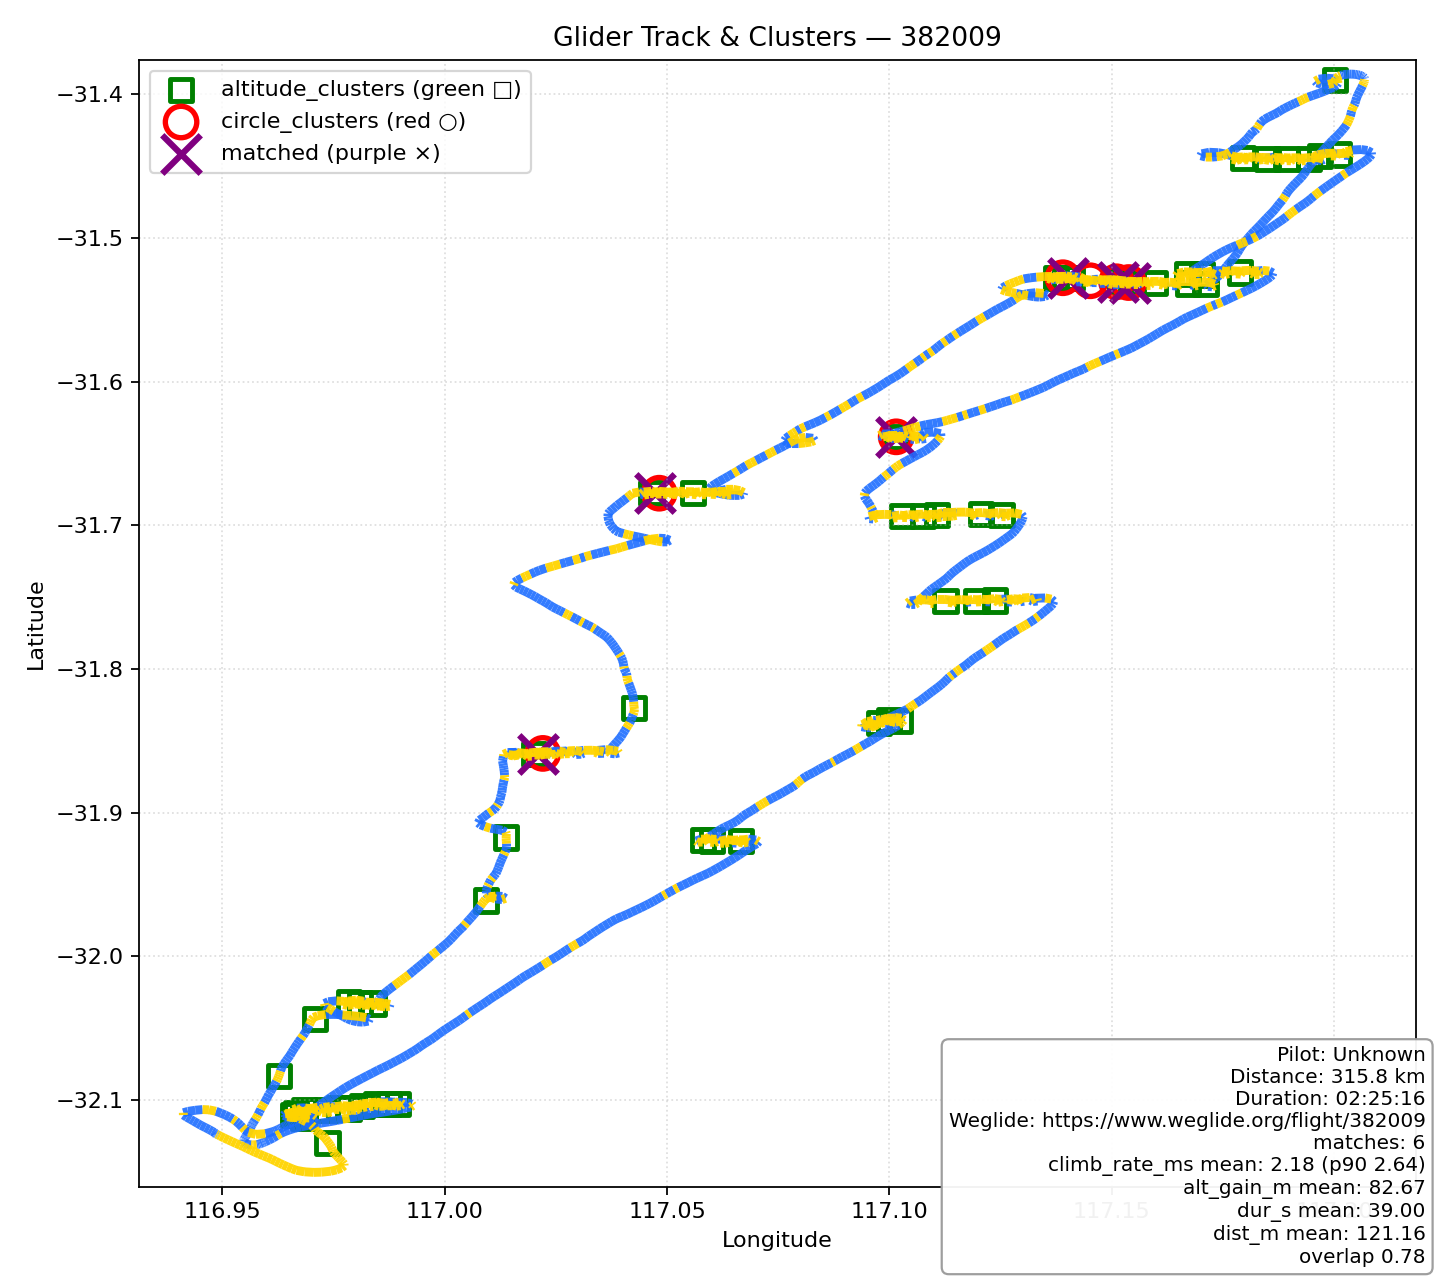 Glider Track & Clusters — 382009
altitude_clusters (green □)
circle_clusters (red ○)
matched (purple ×)
Latitude
−31.4
−31.5
−31.6
−31.7
−31.8
−31.9
−32.0
−32.1
116.95
117.00
117.05
117.10
117.15
Longitude
Pilot: Unknown
Distance: 315.8 km
Duration: 02:25:16
Weglide: https://www.weglide.org/flight/382009
matches: 6
climb_rate_ms mean: 2.18 (p90 2.64)
alt_gain_m mean: 82.67
dur_s mean: 39.00
dist_m mean: 121.16
overlap 0.78